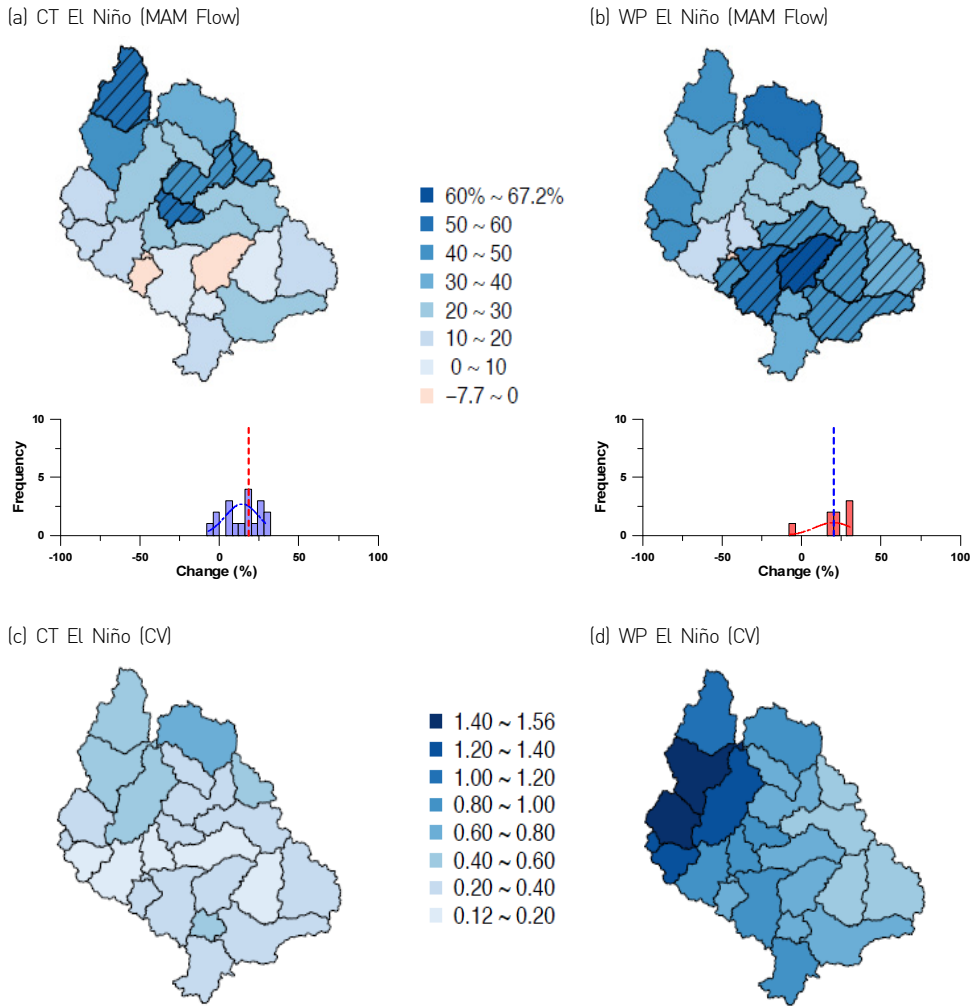 (a) CT El Niño (MAM Flow)
(b) WP El Niño (MAM Flow)
60% ~ 67.2%
50 ~ 60
40 ~ 50
30 ~ 40
20 ~ 30
10 ~ 20
0 ~ 10
−7.7 ~ 0
10
5
0
Frequency
-100
-50
0
50
100
Change (%)
10
5
0
Frequency
-100
-50
0
50
100
Change (%)
(c) CT El Niño (CV)
(d) WP El Niño (CV)
1.40 ~ 1.56
1.20 ~ 1.40
1.00 ~ 1.20
0.80 ~ 1.00
0.60 ~ 0.80
0.40 ~ 0.60
0.20 ~ 0.40
0.12 ~ 0.20